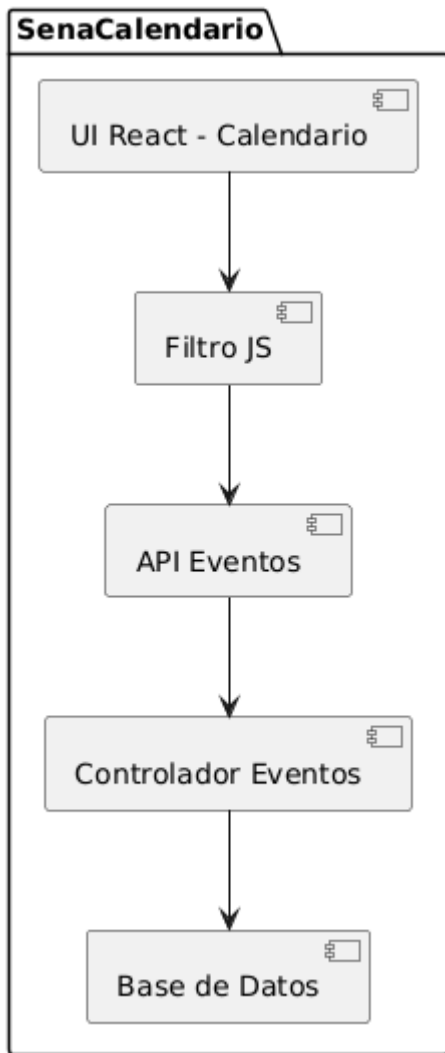 SenaCalendario
UI React - Calendario
Filtro JS
API Eventos
Controlador Eventos
Base de Datos